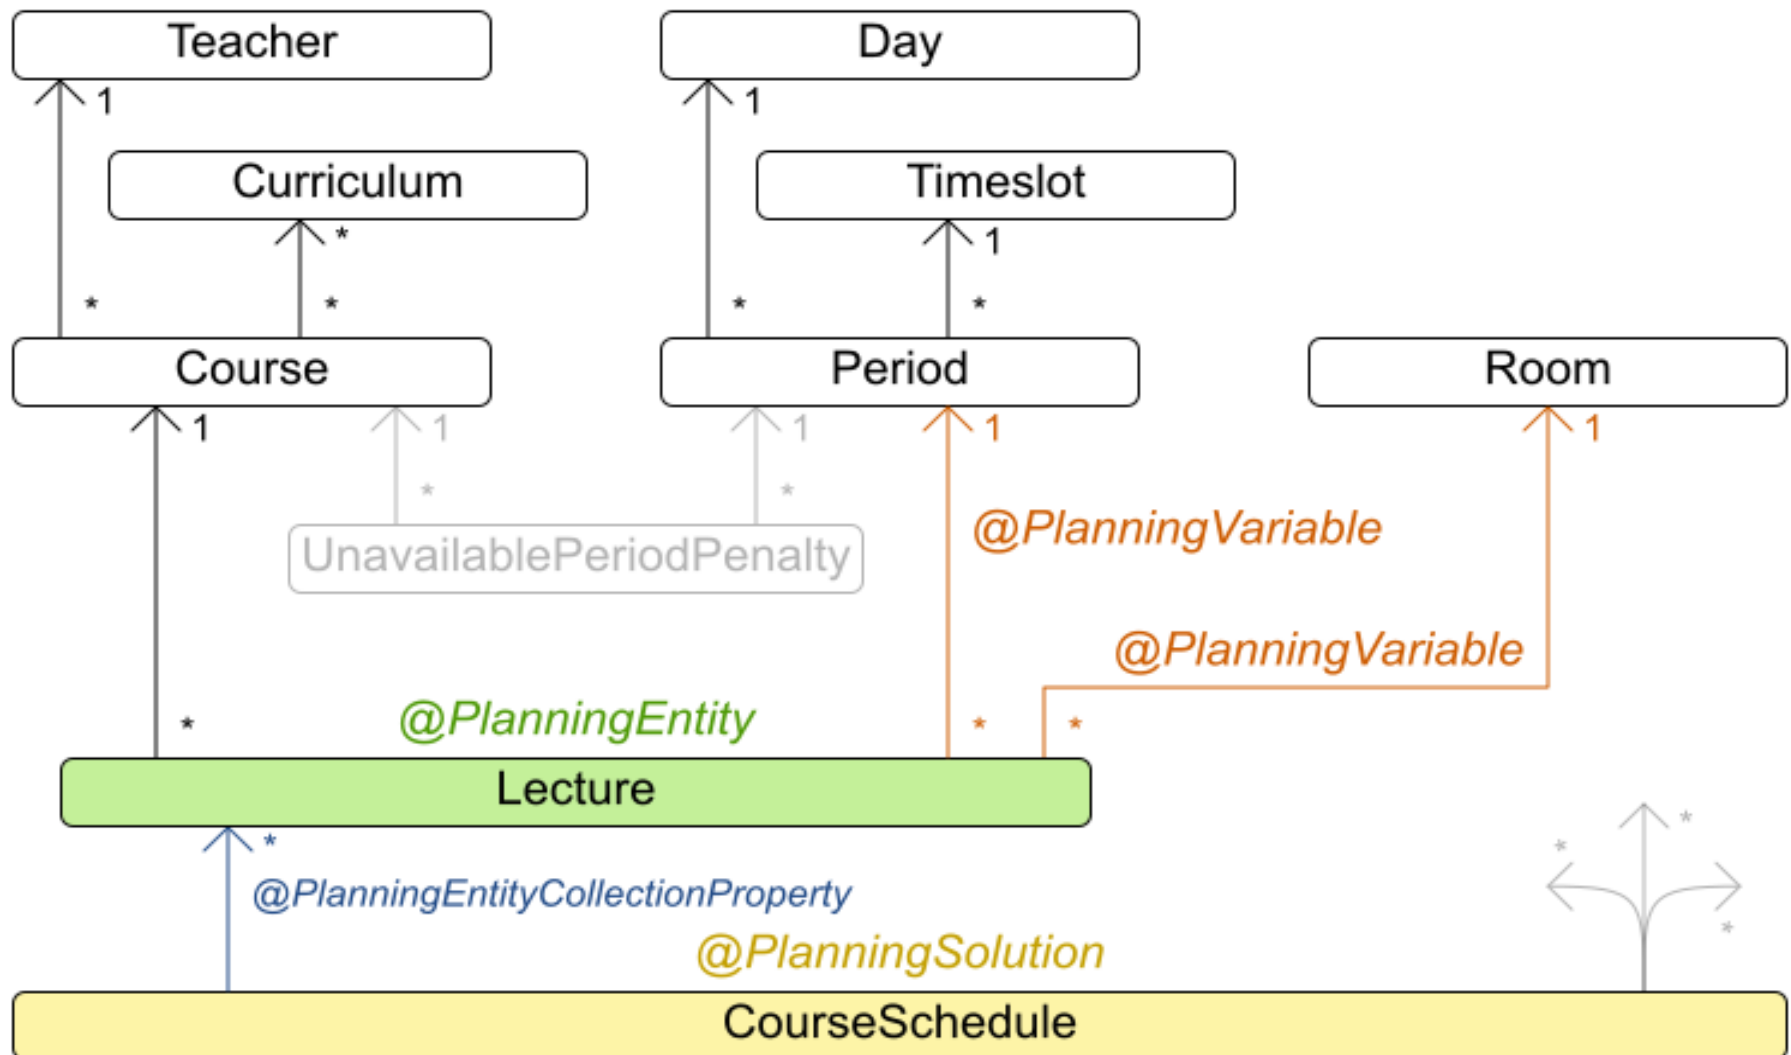 Teacher
Day
1
1
Curriculum
Timeslot
*
1
*
*
*
*
Course
Period
Room
1
1
1
1
1
*
*
@PlanningVariable
UnavailablePeriodPenalty
@PlanningVariable
@PlanningEntity
*
*
*
Lecture
*
*
*
@PlanningEntityCollectionProperty
*
@PlanningSolution
CourseSchedule